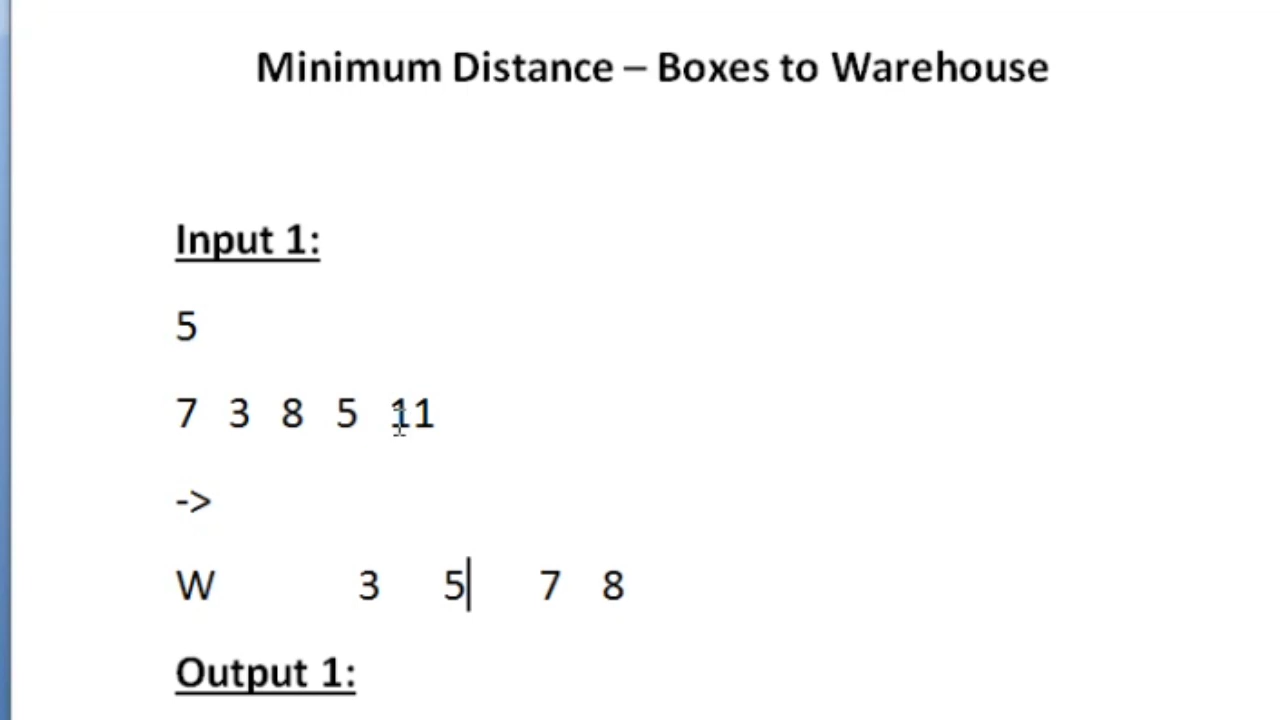 Minimum Distance – Boxes to Warehouse
Input 1:
5
7 3 8 5 11
->
W 3 5 7 8
Output 1: